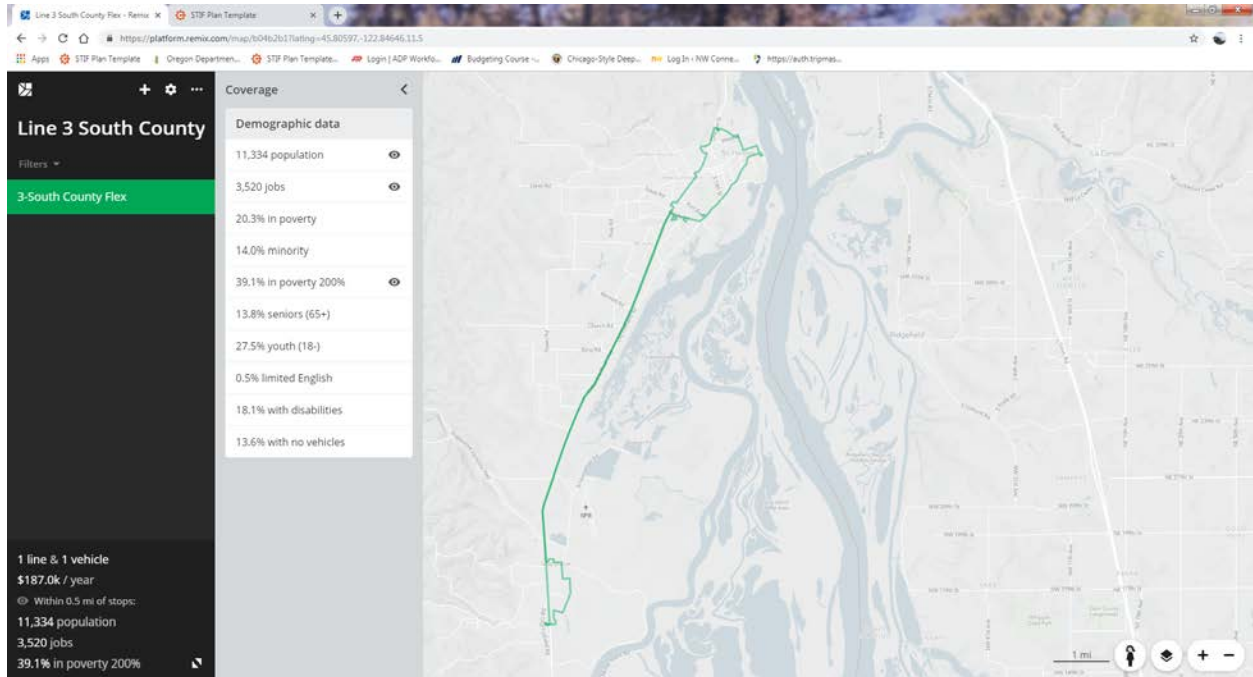 Line 3 South County Flex - Remix
STIF Plan Template
https://platform.remix.com/map/b04b2b1?latlng=45.80597,-122.84646,11.5
Apps
STIF Plan Template
Oregon Departmen...
STIF Plan Template...
Login | ADP Workfo...
Budgeting Course -...
Chicago-Style Deep...
Log In ‹ NW Conne...
https://auth.tripmas...
Line 3 South County
Filters
3-South County Flex
1 line & 1 vehicle
$187.0k / year
Within 0.5 mi of stops:
11,334 population
3,520 jobs
39.1% in poverty 200%
Coverage
Demographic data
11,334 population
3,520 jobs
20.3% in poverty
14.0% minority
39.1% in poverty 200%
13.8% seniors (65+)
27.5% youth (18-)
0.5% limited English
18.1% with disabilities
13.6% with no vehicles
Ridgefield
La Center
Church Rd
SPB
1 mi